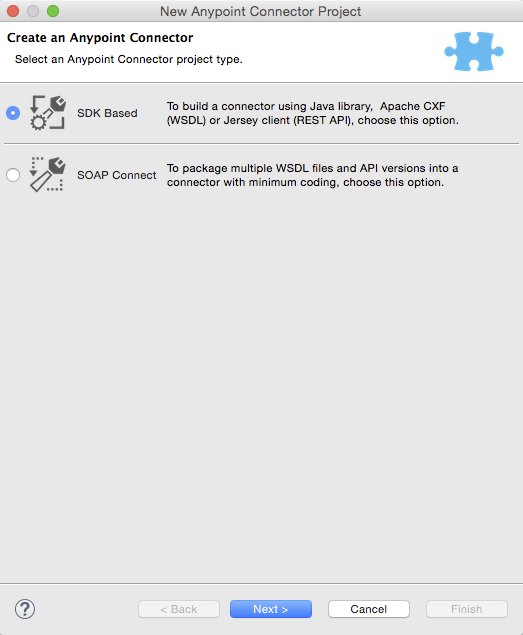 New Anypoint Connector Project
Create an Anypoint Connector
Select an Anypoint Connector project type.
SDK Based
To build a connector using Java library, Apache CXF
(WSDL) or Jersey client (REST API), choose this option.
SOAP Connect
To package multiple WSDL files and API versions into a
connector with minimum coding, choose this option.
?
< Back
Next >
Cancel
Finish